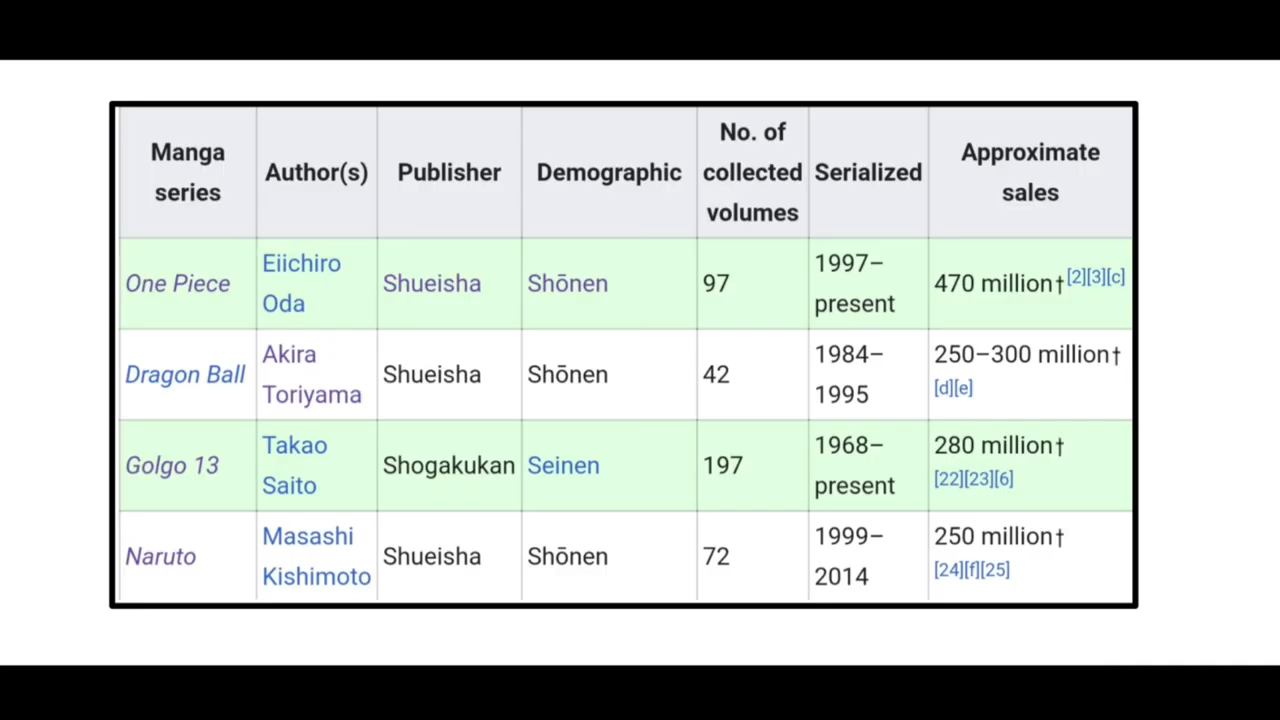 Manga series
Author(s)
Publisher
Demographic
No. of collected volumes
Serialized
Approximate sales
One Piece
Eiichiro Oda
Shueisha
Shōnen
97
1997–present
470 million†[2][3][c]
Dragon Ball
Akira Toriyama
Shueisha
Shōnen
42
1984–1995
250–300 million†[d][e]
Golgo 13
Takao Saito
Shogakukan
Seinen
197
1968–present
280 million†[22][23][6]
Naruto
Masashi Kishimoto
Shueisha
Shōnen
72
1999–2014
250 million†[24][f][25]